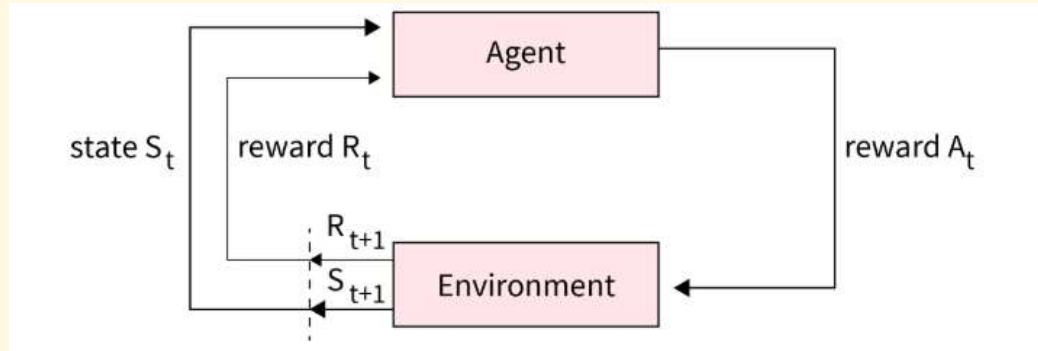 Agent
state S_t
reward R_t
reward A_t
R_t+1
S_t+1
Environment